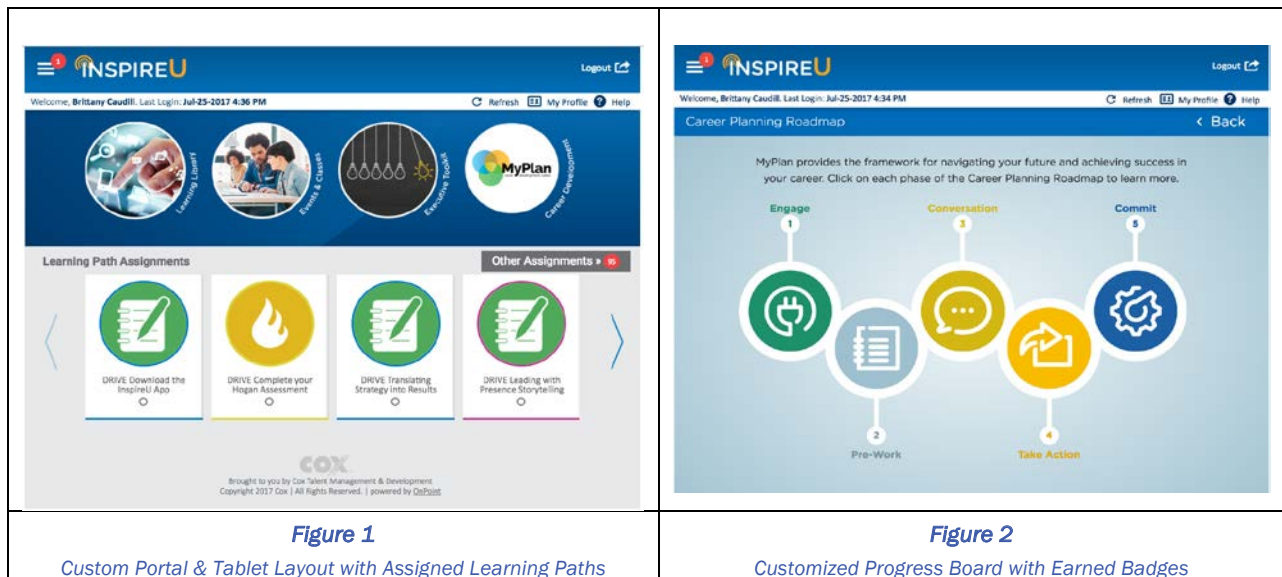 1
INSPIREU
Logout
Welcome, Brittany Caudill. Last Login: Jul-25-2017 4:36 PM
Refresh My Profile ? Help
Learning Library
Events & Classes
Executive Toolkit
MyPlan
Career Development
Learning Path Assignments
Other Assignments » 95
DRIVE Download the
InspireU App
DRIVE Complete your
Hogan Assessment
DRIVE Translating
Strategy into Results
DRIVE Leading with
Presence Storytelling
COX
Brought to you by Cox Talent Management & Development
Copyright 2017 Cox | All Rights Reserved. | powered by OnPoint
Figure 1
Custom Portal & Tablet Layout with Assigned Learning Paths
1
INSPIREU
Logout
Welcome, Brittany Caudill. Last Login: Jul-25-2017 4:34 PM
Refresh My Profile ? Help
Career Planning Roadmap
< Back
MyPlan provides the framework for navigating your future and achieving success in
your career. Click on each phase of the Career Planning Roadmap to learn more.
Engage
1
Conversation
3
Commit
5
2
Pre-Work
4
Take Action
Figure 2
Customized Progress Board with Earned Badges